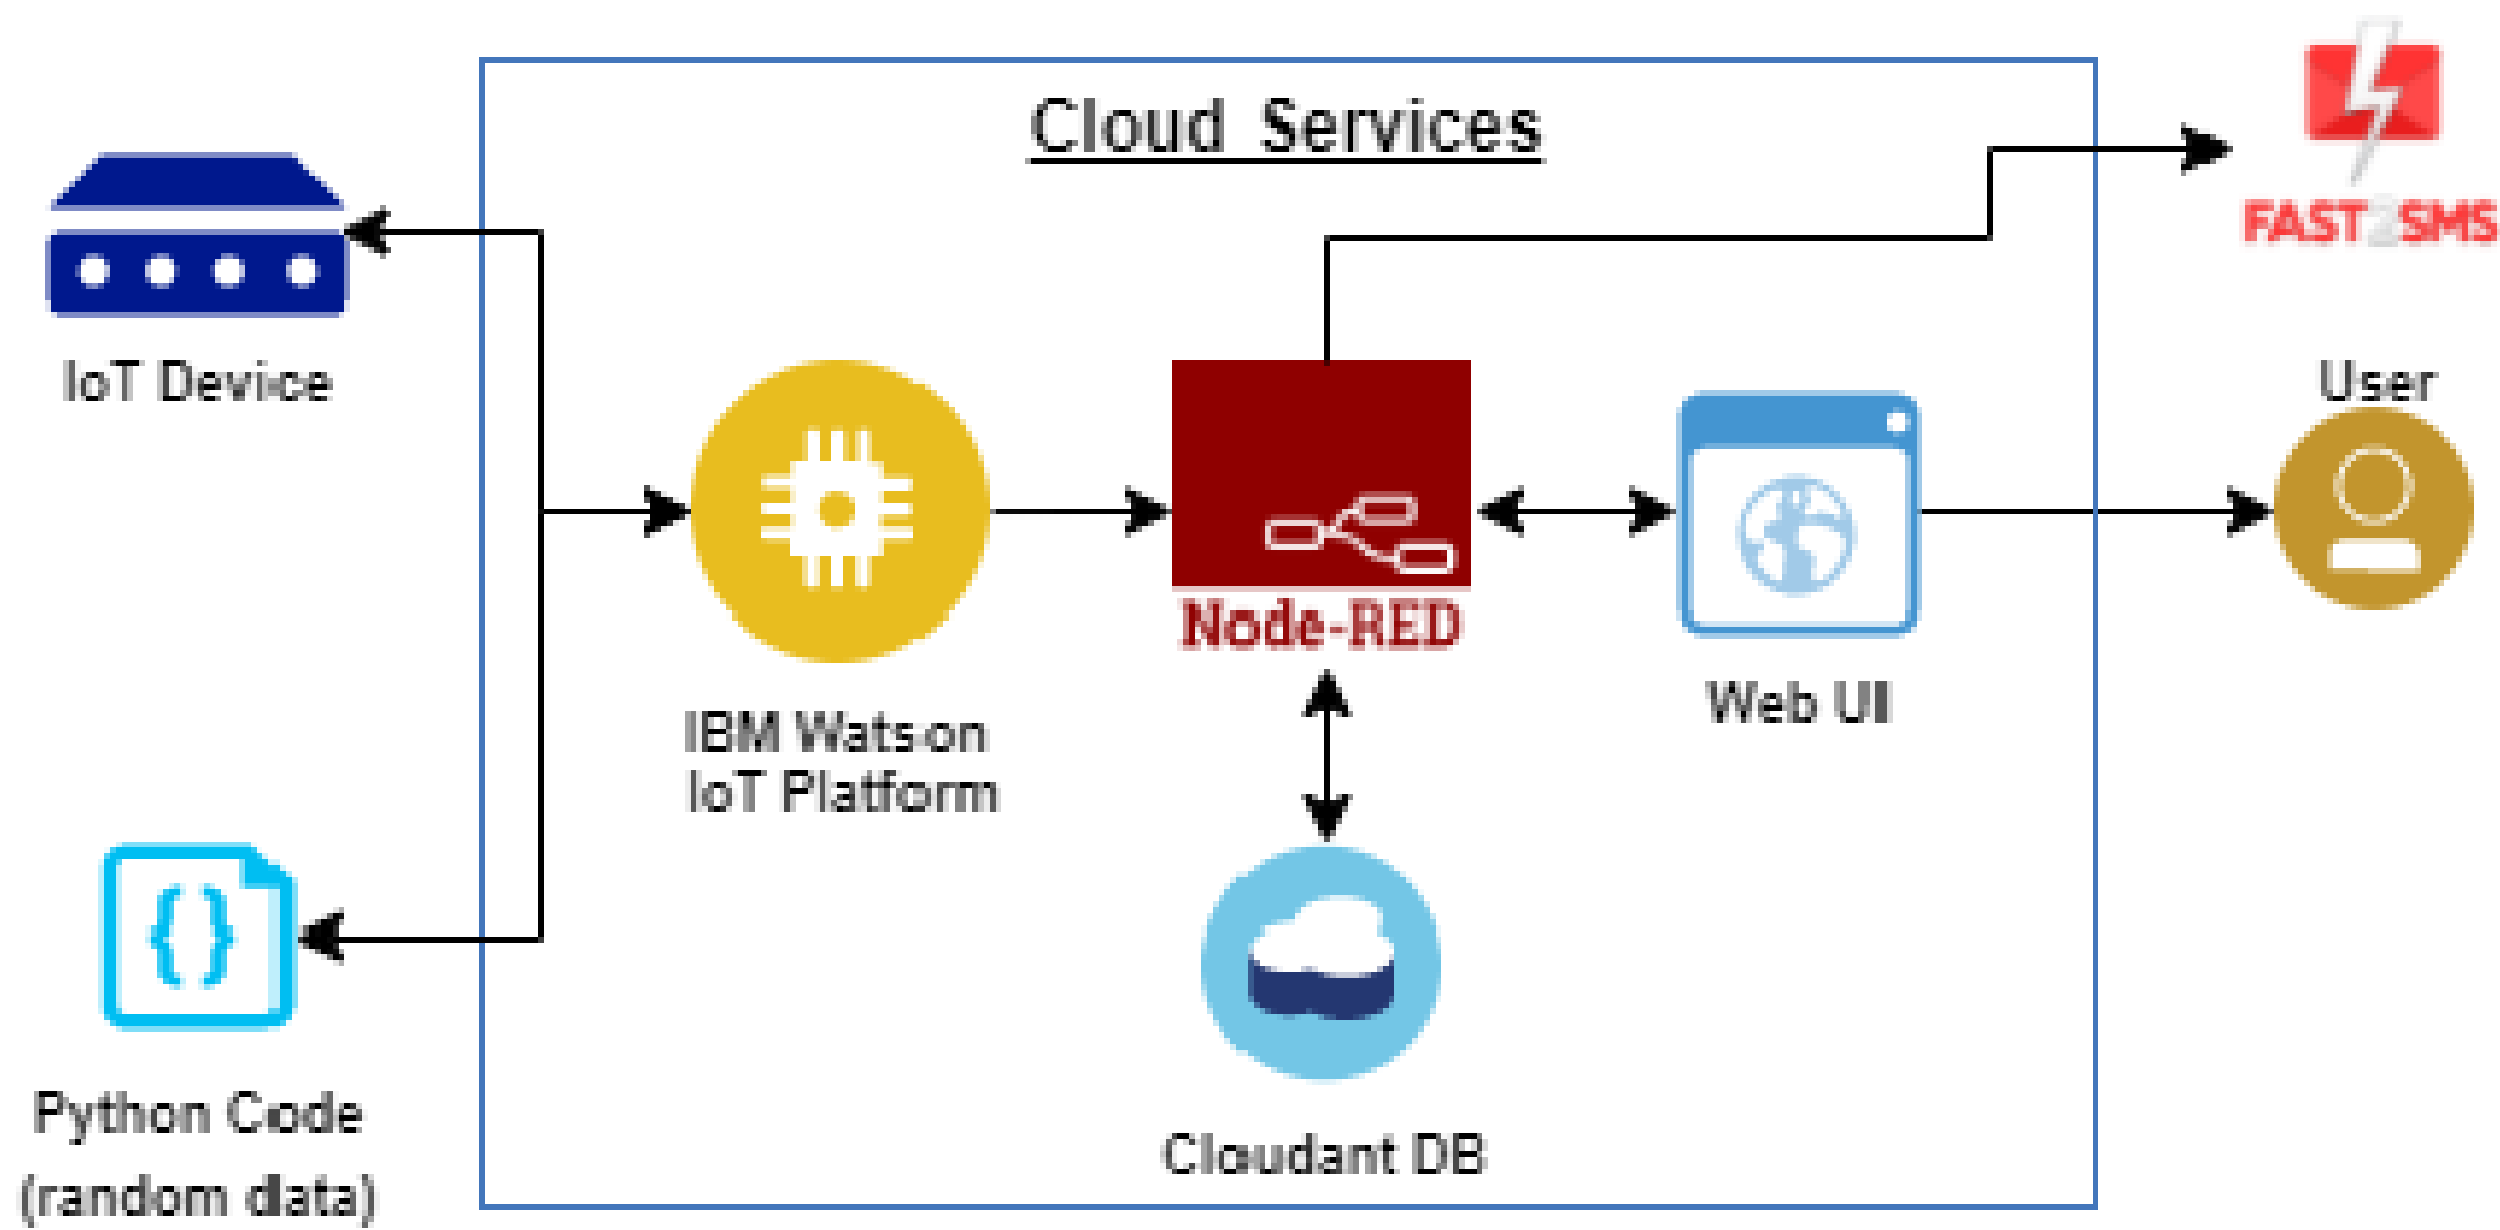 Cloud Services
FAST2SMS
IoT Device
User
Node-RED
Web UI
IBM Watson
IoT Platform
Python Code
(random data)
Cloudant DB